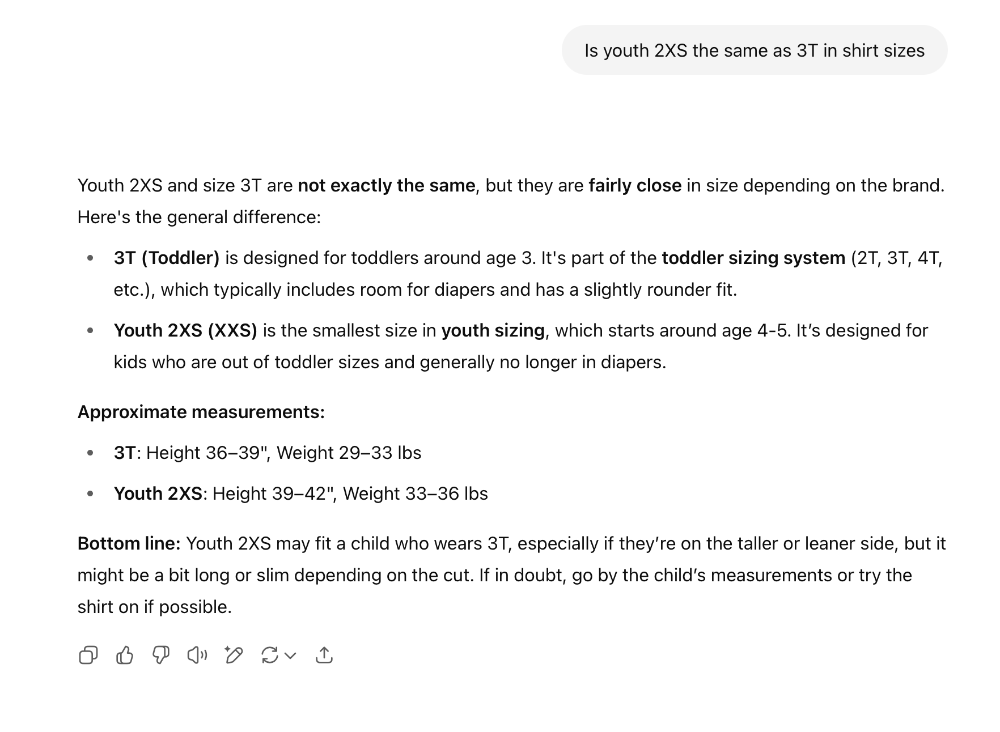 Is youth 2XS the same as 3T in shirt sizes
Youth 2XS and size 3T are not exactly the same, but they are fairly close in size depending on the brand.
Here's the general difference:
• 3T (Toddler) is designed for toddlers around age 3. It's part of the toddler sizing system (2T, 3T, 4T,
etc.), which typically includes room for diapers and has a slightly rounder fit.
• Youth 2XS (XXS) is the smallest size in youth sizing, which starts around age 4-5. It’s designed for
kids who are out of toddler sizes and generally no longer in diapers.
Approximate measurements:
• 3T: Height 36–39", Weight 29–33 lbs
• Youth 2XS: Height 39–42", Weight 33–36 lbs
Bottom line: Youth 2XS may fit a child who wears 3T, especially if they’re on the taller or leaner side, but it
might be a bit long or slim depending on the cut. If in doubt, go by the child’s measurements or try the
shirt on if possible.